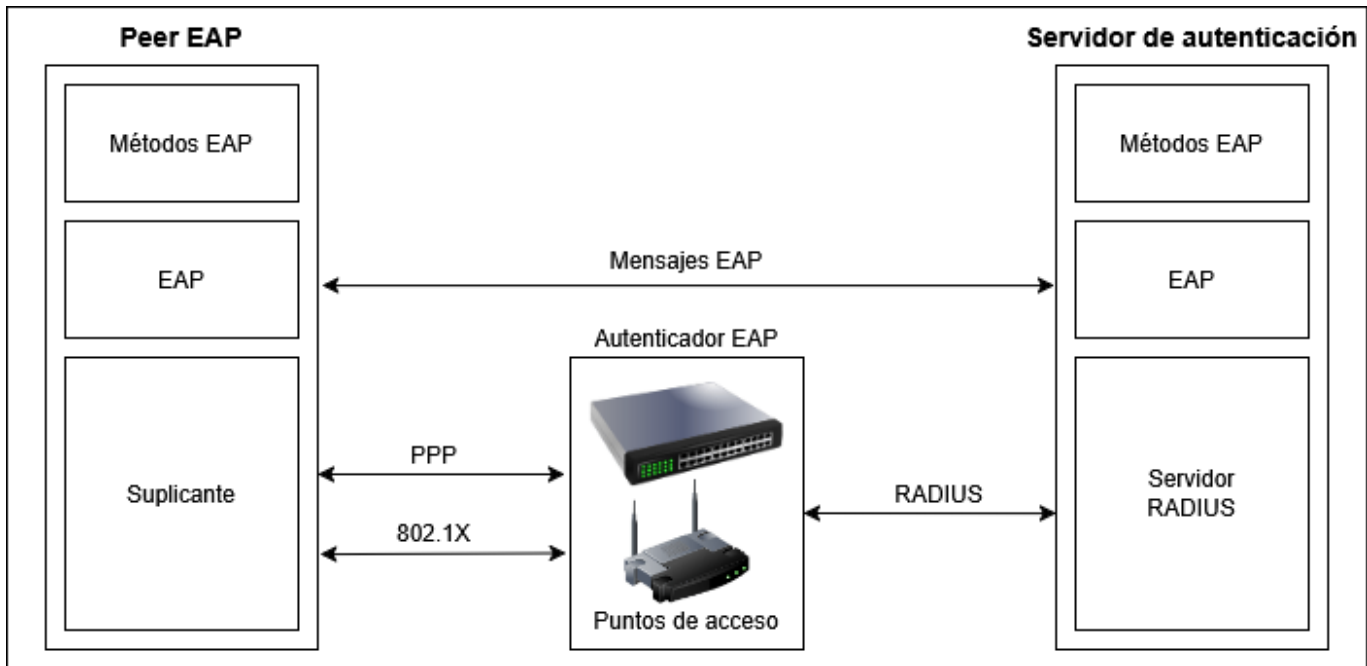 Peer EAP
Servidor de autenticación
Métodos EAP
Métodos EAP
EAP
Mensajes EAP
EAP
Autenticador EAP
Suplicante
PPP
802.1X
Puntos de acceso
RADIUS
Servidor
RADIUS